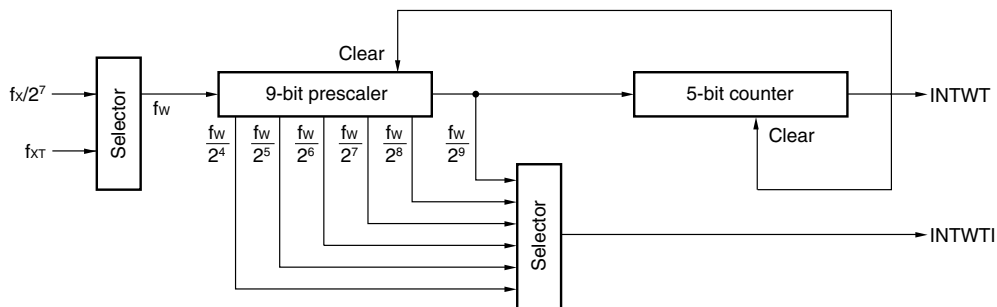 Clear
fX/2⁷
Selector
fW
9-bit prescaler
5-bit counter
INTWT
fXT
fW/2⁴
fW/2⁵
fW/2⁶
fW/2⁷
fW/2⁸
fW/2⁹
Clear
Selector
INTWTI